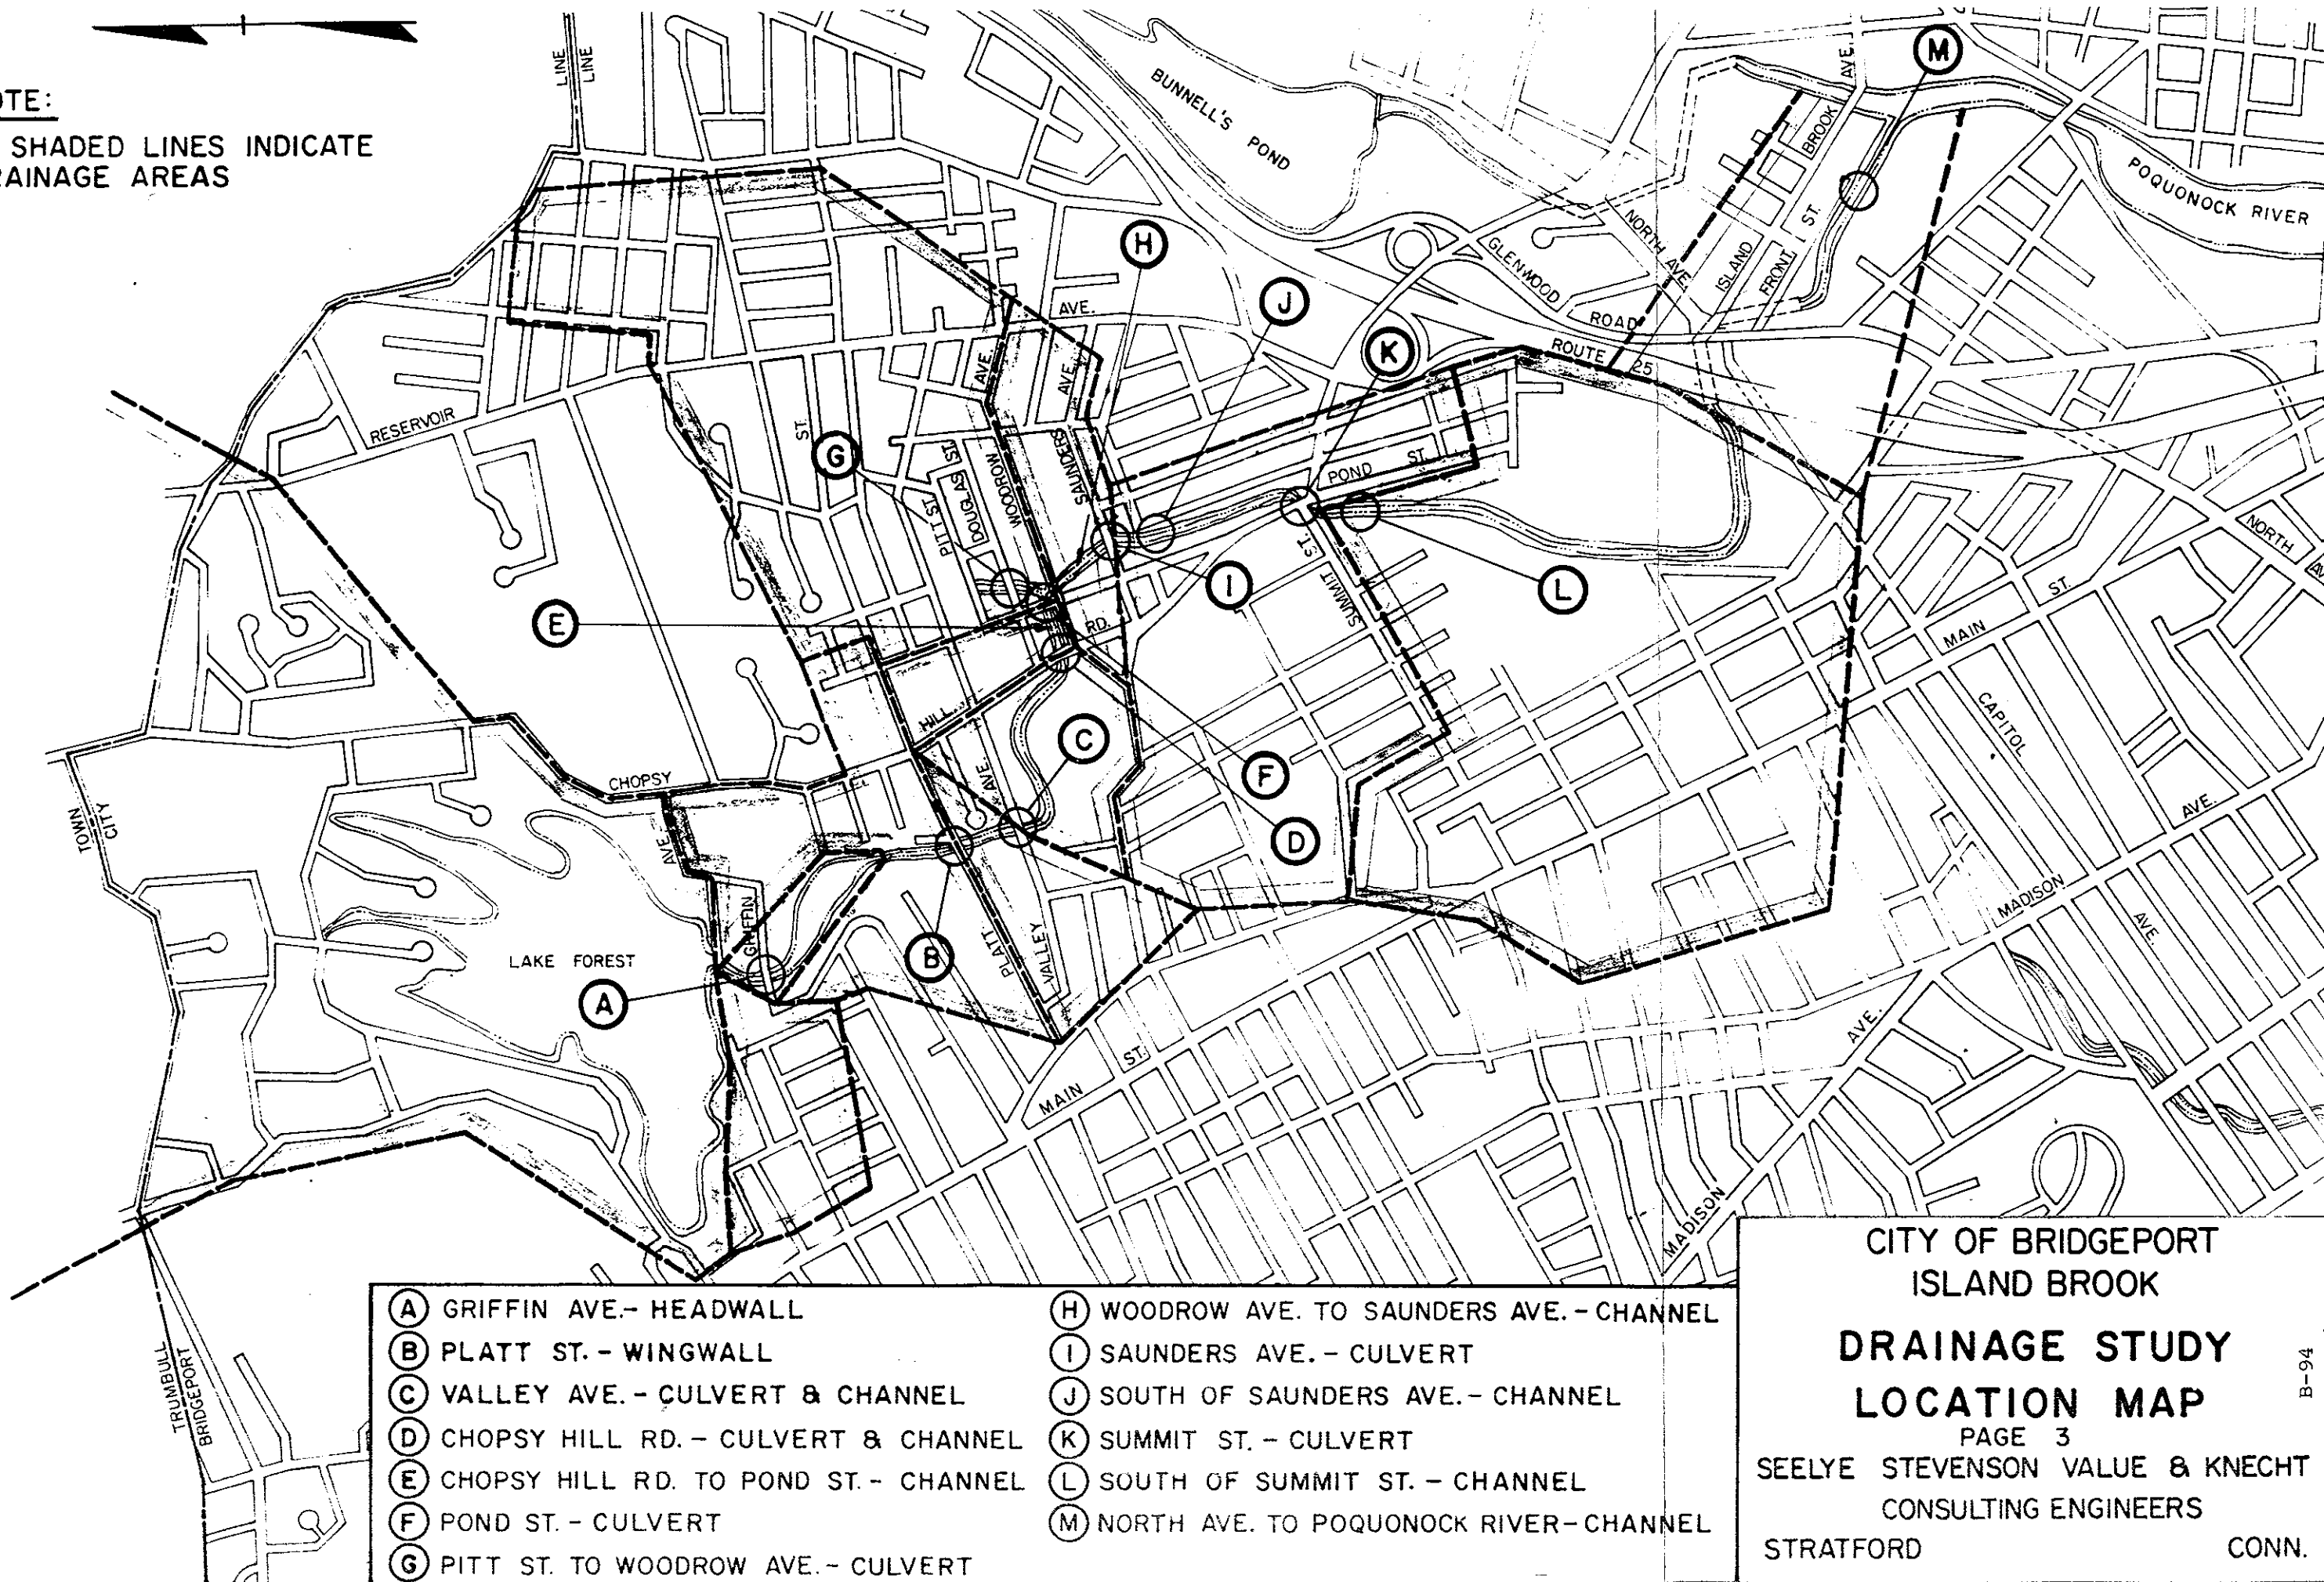 OTE:
SHADED LINES INDICATE
RAINAGE AREAS
LINE
LINE
BUNNELL'S POND
M
BROOK AVE.
POQUONOCK RIVER
H
J
K
GLENWOOD ROAD
NORTH AVE.
ISLAND
FRONT ST.
ROUTE 25
AVE.
AVE.
AVE.
RESERVOIR
ST.
G
PITT ST.
DOUGLAS ST.
WOODROW
SAUNDERS
POND ST.
E
I
L
RD.
SUMMIT ST.
SUMMIT
NORTH
AV
MAIN ST.
CAPITOL
AVE.
HILL
C
F
D
CHOPSY
AVE.
AVE
TOWN
CITY
GRIFFIN
PLATT
VALLEY
B
LAKE FOREST
A
MADISON
AVE.
AVE.
MAIN ST.
MADISON
TRUMBULL
BRIDGEPORT
A GRIFFIN AVE.- HEADWALL
B PLATT ST. - WINGWALL
C VALLEY AVE. - CULVERT & CHANNEL
D CHOPSY HILL RD. - CULVERT & CHANNEL
E CHOPSY HILL RD. TO POND ST. - CHANNEL
F POND ST. - CULVERT
G PITT ST. TO WOODROW AVE. - CULVERT
H WOODROW AVE. TO SAUNDERS AVE. - CHANNEL
I SAUNDERS AVE. - CULVERT
J SOUTH OF SAUNDERS AVE. - CHANNEL
K SUMMIT ST. - CULVERT
L SOUTH OF SUMMIT ST. - CHANNEL
M NORTH AVE. TO POQUONOCK RIVER-CHANNEL
CITY OF BRIDGEPORT
ISLAND BROOK
DRAINAGE STUDY
LOCATION MAP
PAGE 3
SEELYE STEVENSON VALUE & KNECHT
CONSULTING ENGINEERS
STRATFORD CONN.
B-94